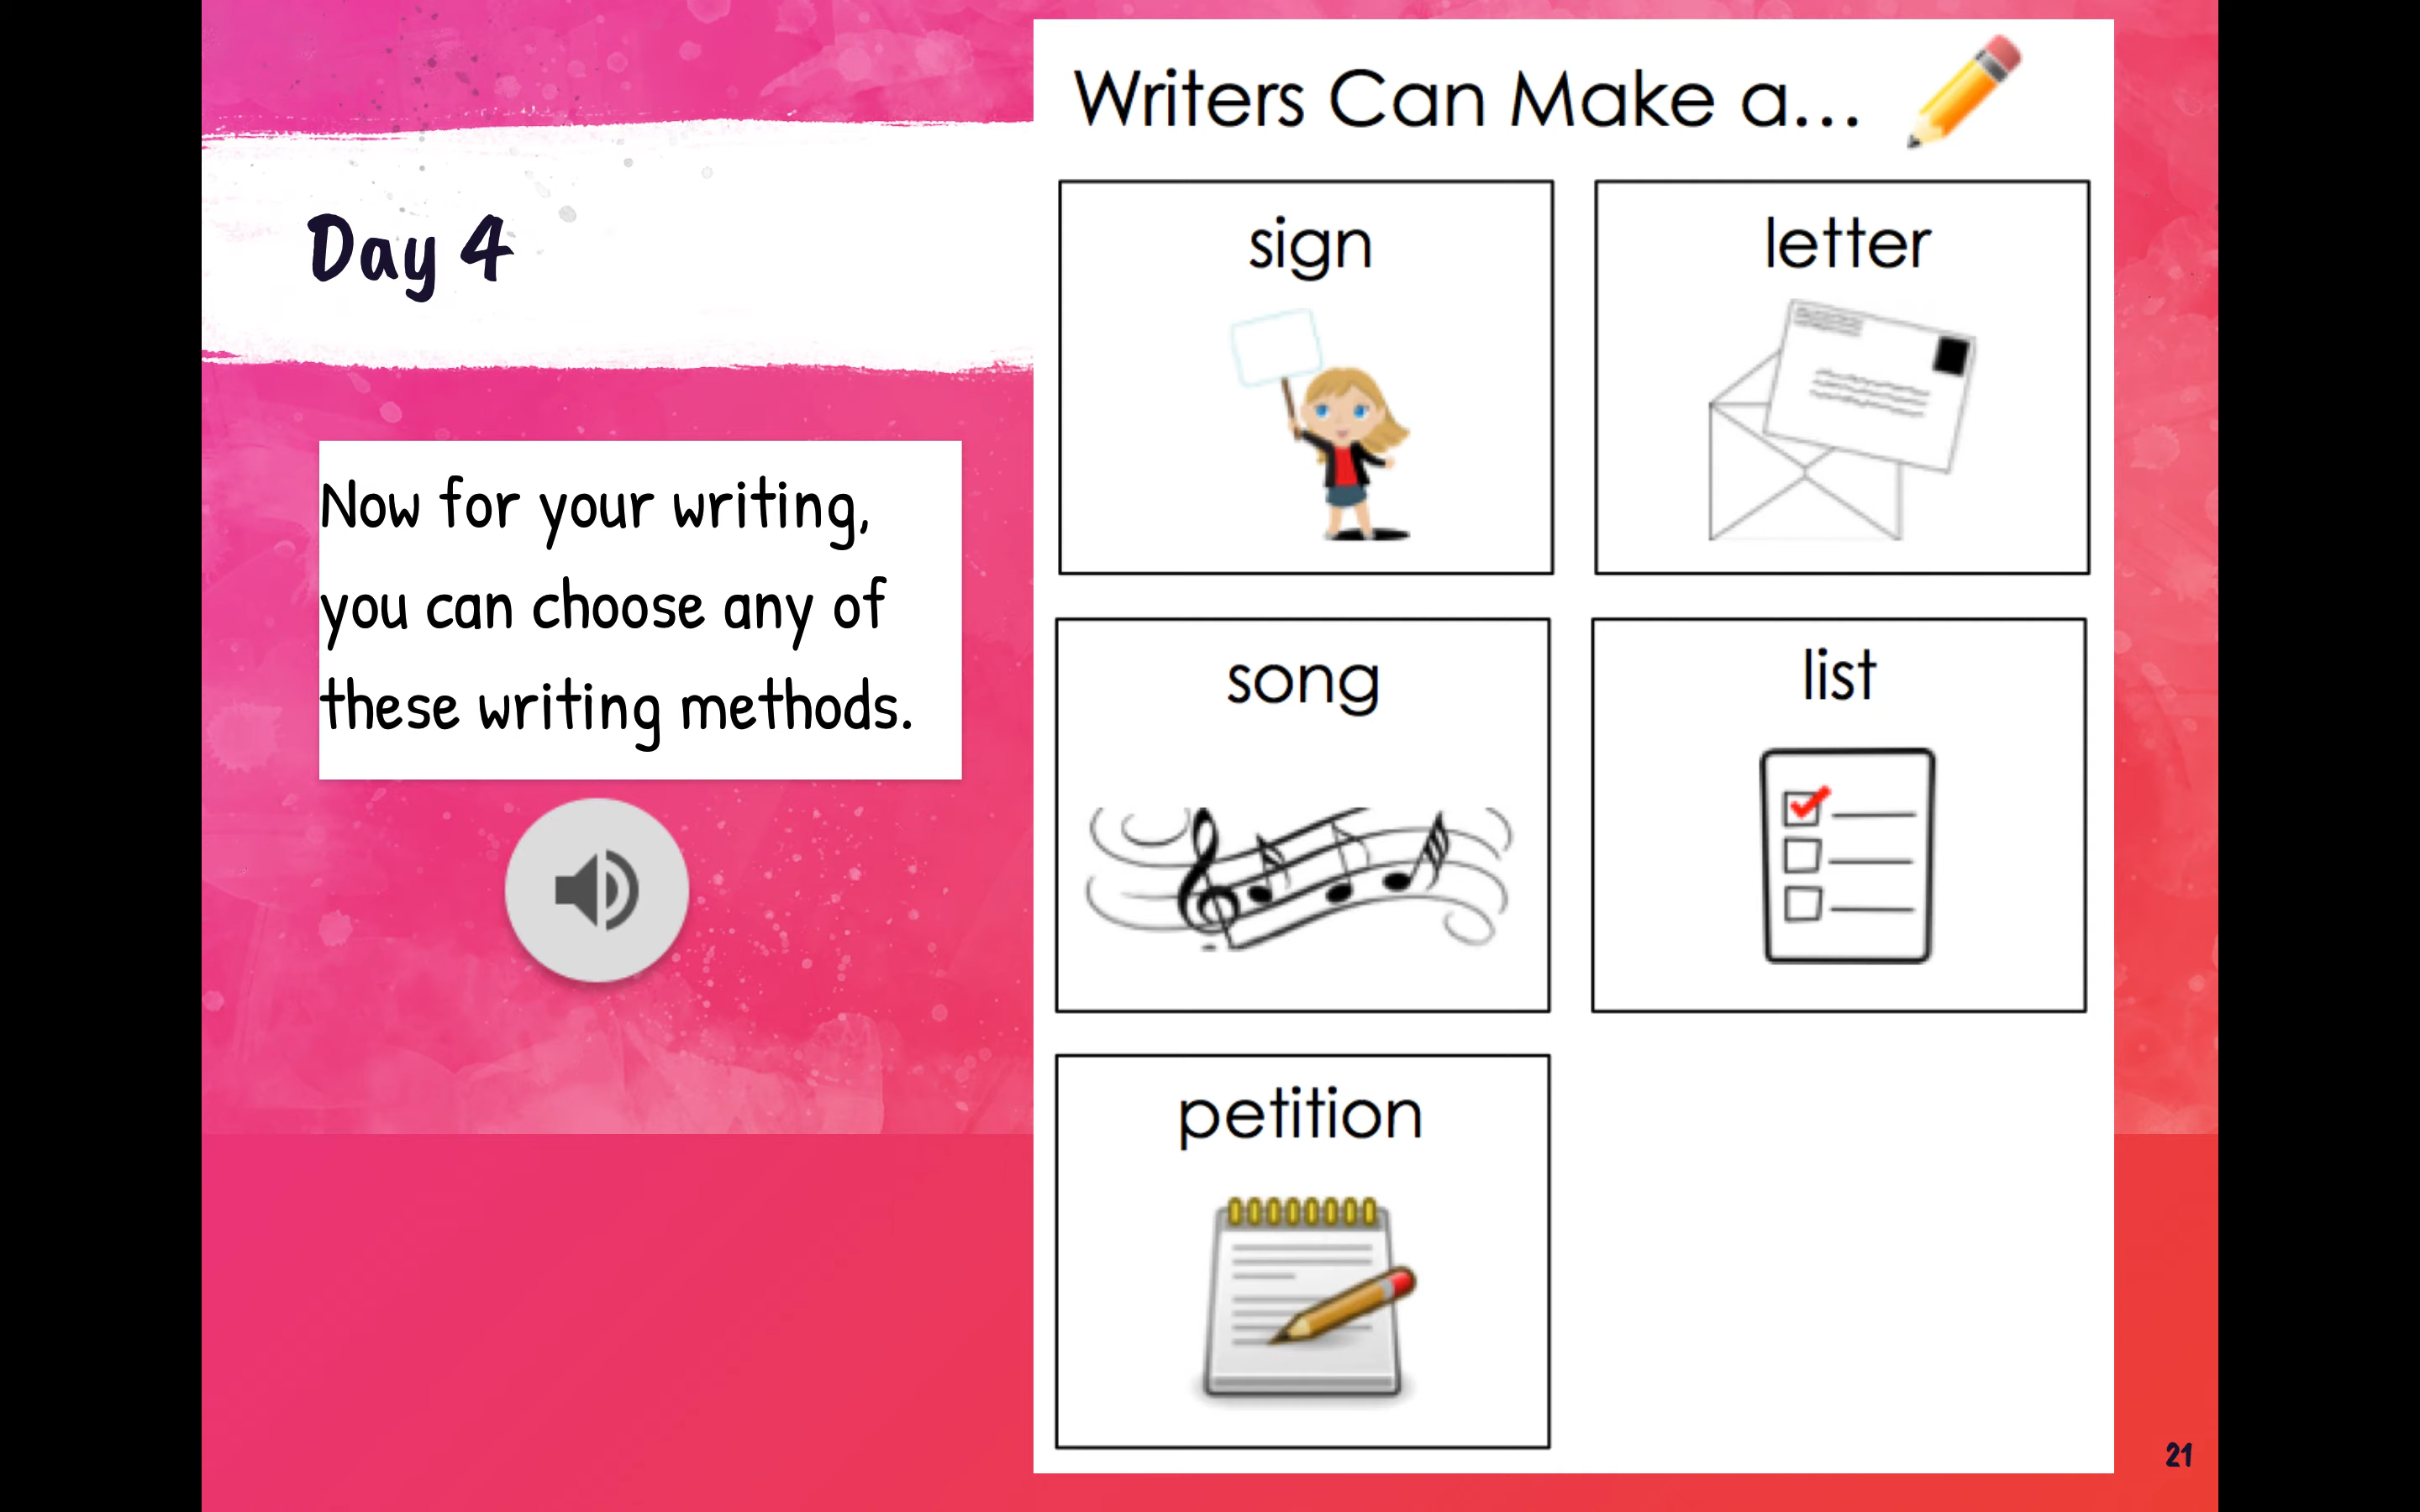 Day 4
Now for your writing,
you can choose any of
these writing methods.
Writers Can Make a...
sign
letter
song
list
petition
21